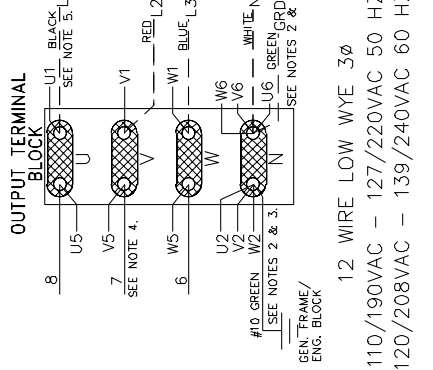 OUTPUT TERMINAL
BLOCK
U1
BLACK
SEE NOTE 5.
U
U5
8
V1
RED
L2
V
V5
7
SEE NOTE 4.
W1
BLUE
L3
W
W5
6
W6
V6
U6
WHITE
N
GREEN
GRD
SEE NOTES 2 &
N
U2
V2
W2
#10 GREEN
SEE NOTES 2 & 3.
GEN. FRAME/
ENG. BLOCK
12 WIRE LOW WYE 3ø
110/190VAC - 127/220VAC 50 HZ
120/208VAC - 139/240VAC 60 HZ